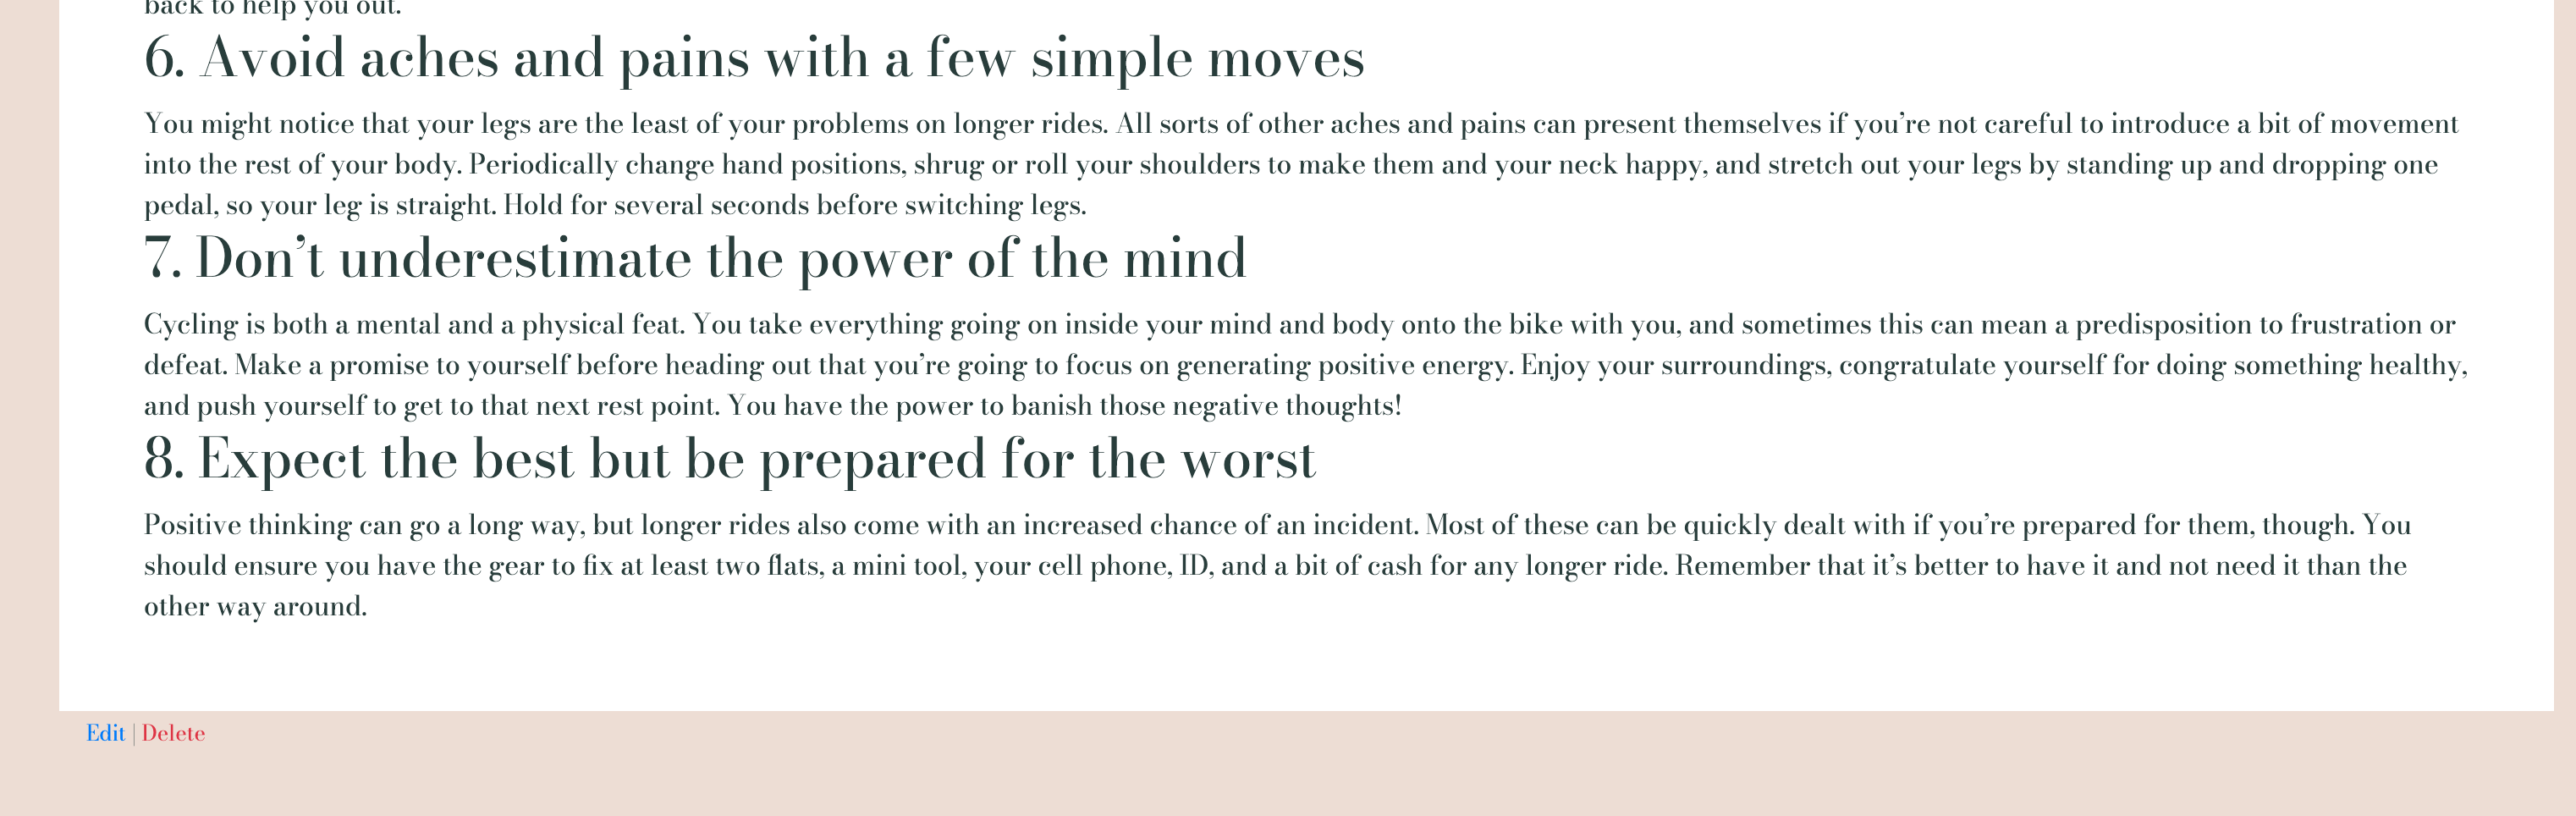 back to help you out.
6. Avoid aches and pains with a few simple moves
You might notice that your legs are the least of your problems on longer rides. All sorts of other aches and pains can present themselves if you’re not careful to introduce a bit of movement
into the rest of your body. Periodically change hand positions, shrug or roll your shoulders to make them and your neck happy, and stretch out your legs by standing up and dropping one
pedal, so your leg is straight. Hold for several seconds before switching legs.
7. Don’t underestimate the power of the mind
Cycling is both a mental and a physical feat. You take everything going on inside your mind and body onto the bike with you, and sometimes this can mean a predisposition to frustration or
defeat. Make a promise to yourself before heading out that you’re going to focus on generating positive energy. Enjoy your surroundings, congratulate yourself for doing something healthy,
and push yourself to get to that next rest point. You have the power to banish those negative thoughts!
8. Expect the best but be prepared for the worst
Positive thinking can go a long way, but longer rides also come with an increased chance of an incident. Most of these can be quickly dealt with if you’re prepared for them, though. You
should ensure you have the gear to fix at least two flats, a mini tool, your cell phone, ID, and a bit of cash for any longer ride. Remember that it’s better to have it and not need it than the
other way around.
Edit | Delete